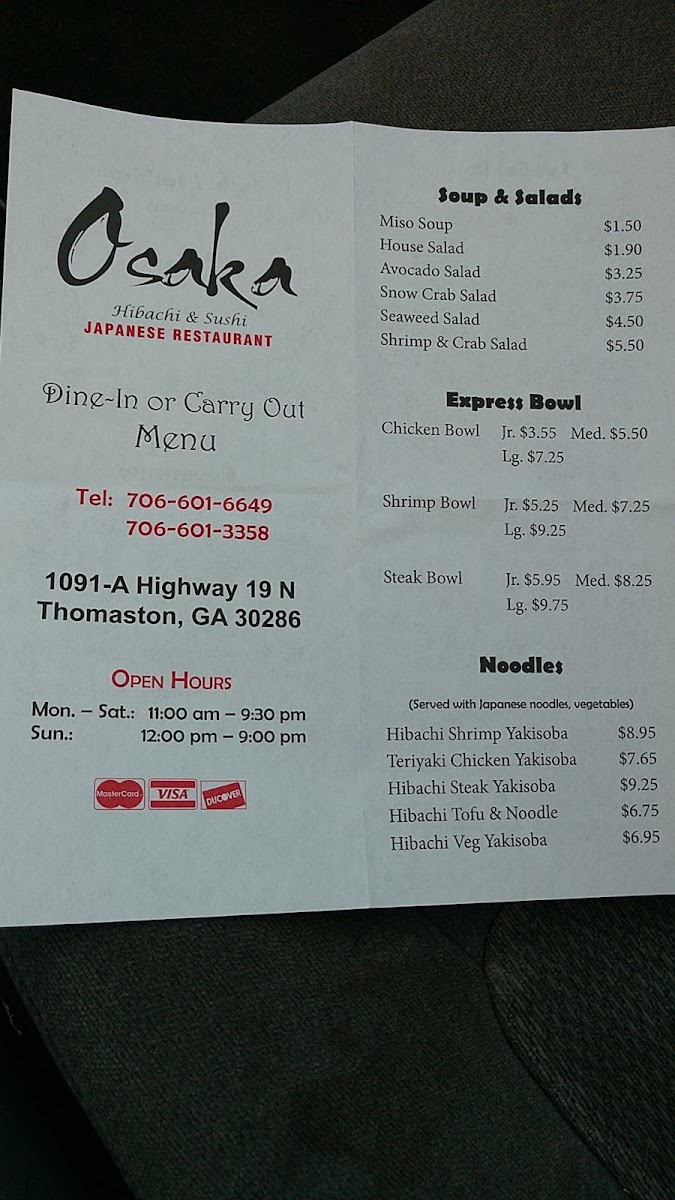 Osaka
Hibachi & Sushi
JAPANESE RESTAURANT
Dine-In or Carry Out
Menu
Tel: 706-601-6649
706-601-3358
1091-A Highway 19 N
Thomaston, GA 30286
OPEN HOURS
Mon. – Sat.: 11:00 am – 9:30 pm
Sun.: 12:00 pm – 9:00 pm
MasterCard VISA DISCOVER
Soup & Salads
Miso Soup $1.50
House Salad $1.90
Avocado Salad $3.25
Snow Crab Salad $3.75
Seaweed Salad $4.50
Shrimp & Crab Salad $5.50
Express Bowl
Chicken Bowl Jr. $3.55 Med. $5.50
Lg. $7.25
Shrimp Bowl Jr. $5.25 Med. $7.25
Lg. $9.25
Steak Bowl Jr. $5.95 Med. $8.25
Lg. $9.75
Noodles
(Served with Japanese noodles, vegetables)
Hibachi Shrimp Yakisoba $8.95
Teriyaki Chicken Yakisoba $7.65
Hibachi Steak Yakisoba $9.25
Hibachi Tofu & Noodle $6.75
Hibachi Veg Yakisoba $6.95